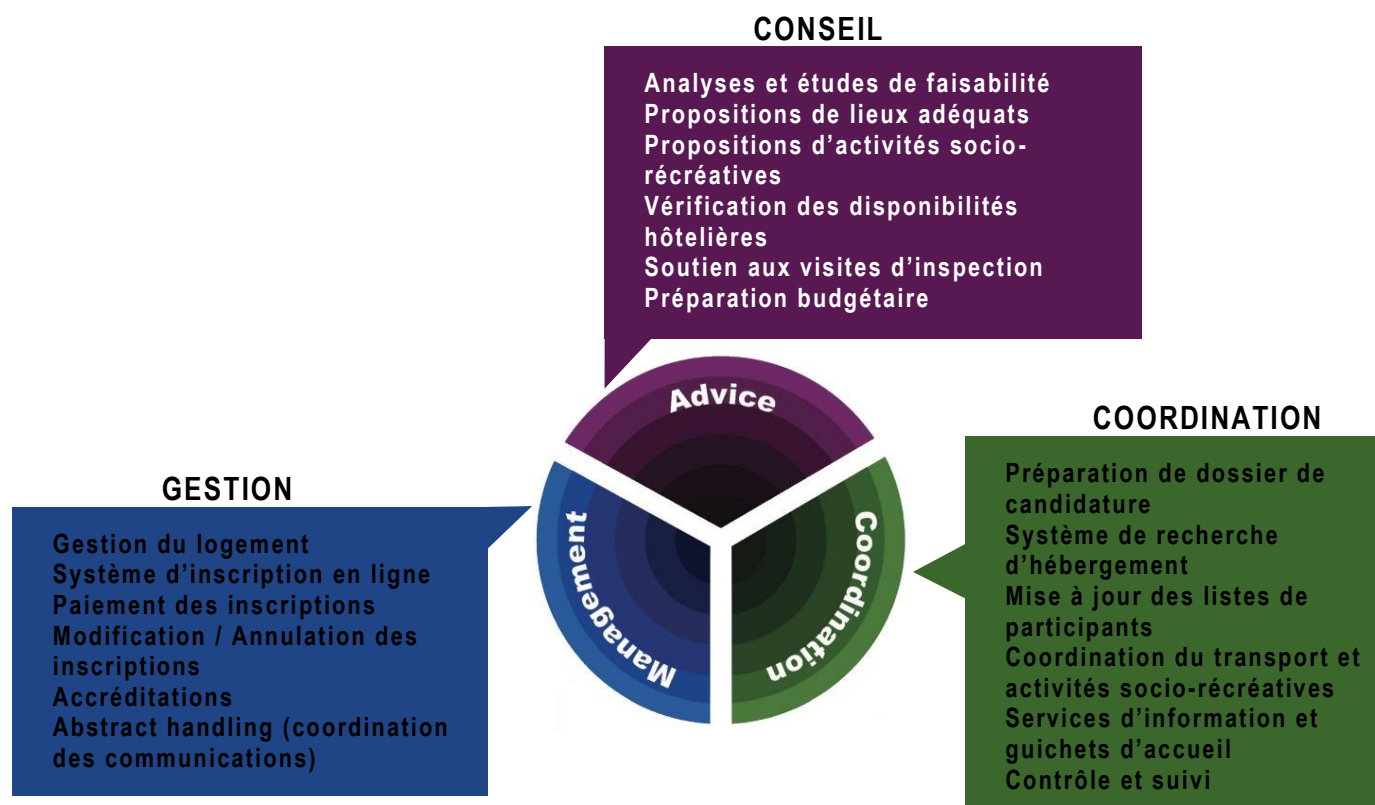 CONSEIL
Analyses et études de faisabilité
Propositions de lieux adéquats
Propositions d’activités socio-
récréatives
Vérification des disponibilités
hôtelières
Soutien aux visites d’inspection
Préparation budgétaire
Advice
COORDINATION
Préparation de dossier de
candidature
Système de recherche
d’hébergement
Mise à jour des listes de
participants
Coordination du transport et
activités socio-récréatives
Services d’information et
guichets d’accueil
Contrôle et suivi
Coordination
GESTION
Gestion du logement
Système d’inscription en ligne
Paiement des inscriptions
Modification / Annulation des
inscriptions
Accréditations
Abstract handling (coordination
des communications)
Management